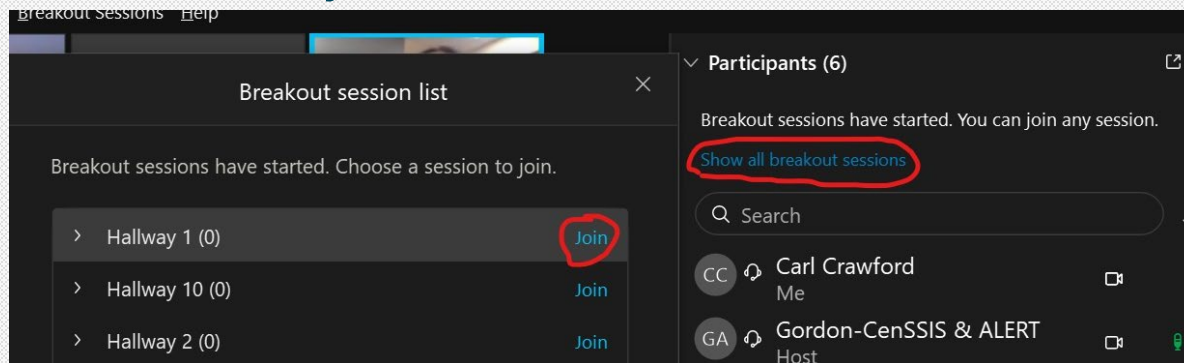 Breakout Sessions Help
Breakout session list
Breakout sessions have started. Choose a session to join.
Hallway 1 (0) Join
Hallway 10 (0) Join
Hallway 2 (0) Join
Participants (6)
Breakout sessions have started. You can join any session.
Show all breakout sessions
Search
CC Carl Crawford
Me
GA Gordon-CenSSIS & ALERT
Host